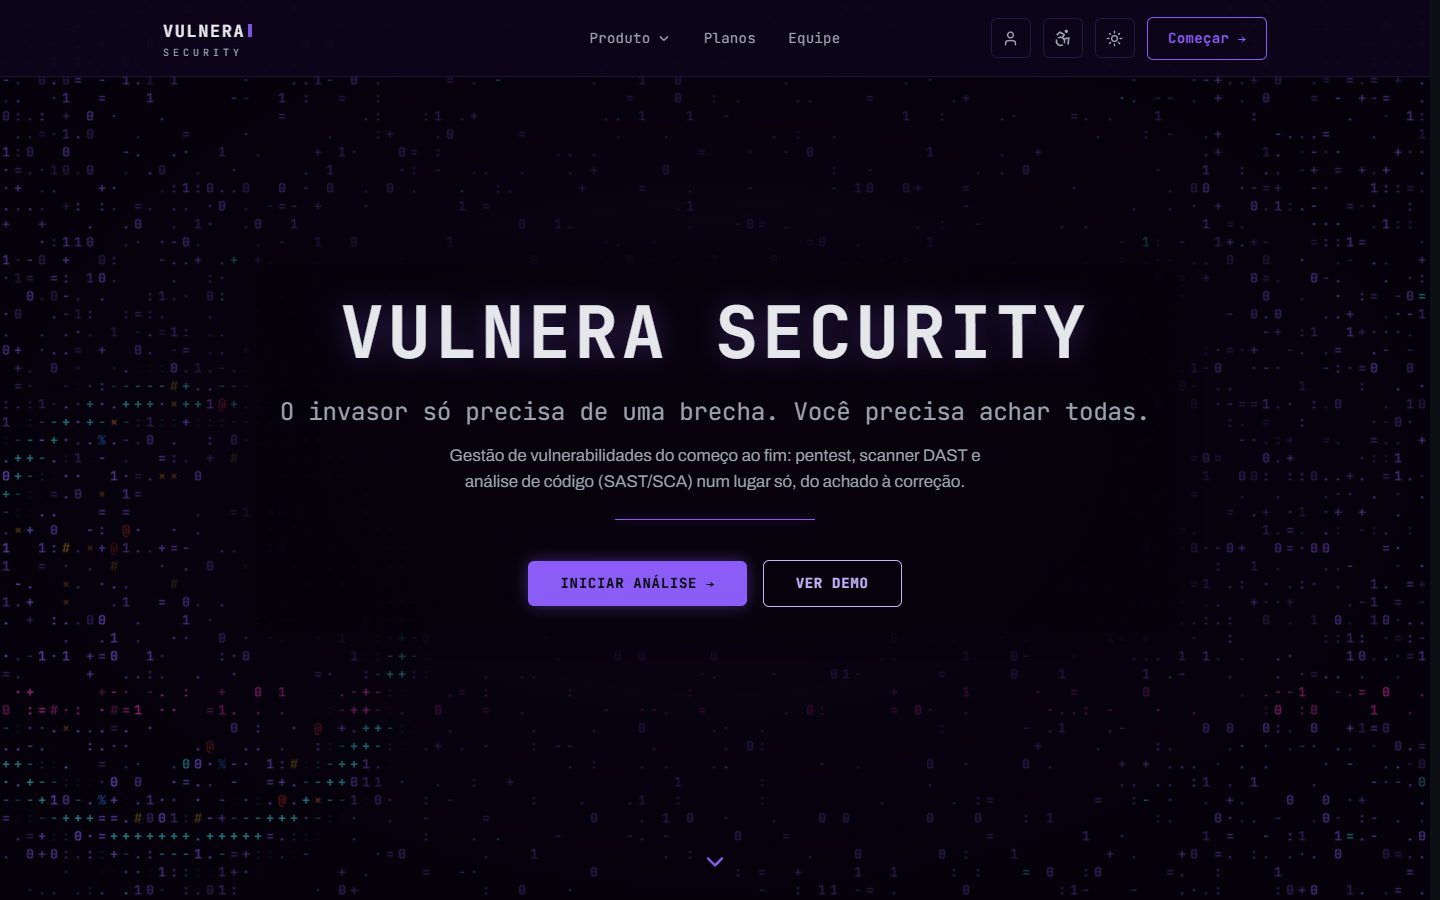 VULNERA
SECURITY
Produto
Planos
Equipe
Começar →
VULNERA SECURITY
O invasor só precisa de uma brecha. Você precisa achar todas.
Gestão de vulnerabilidades do começo ao fim: pentest, scanner DAST e
análise de código (SAST/SCA) num lugar só, do achado à correção.
INICIAR ANÁLISE →
VER DEMO